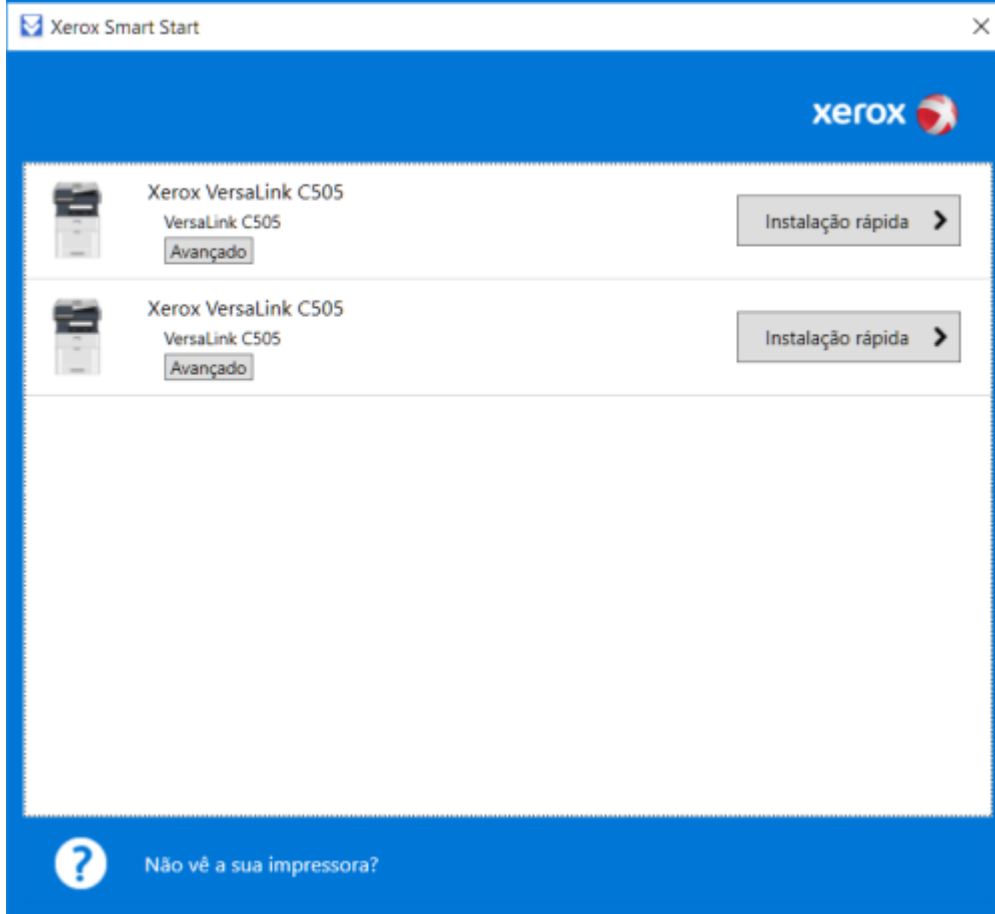 Xerox Smart Start
xerox
Xerox VersaLink C505
VersaLink C505
Avançado
Instalação rápida
Xerox VersaLink C505
VersaLink C505
Avançado
Instalação rápida
? Não vê a sua impressora?